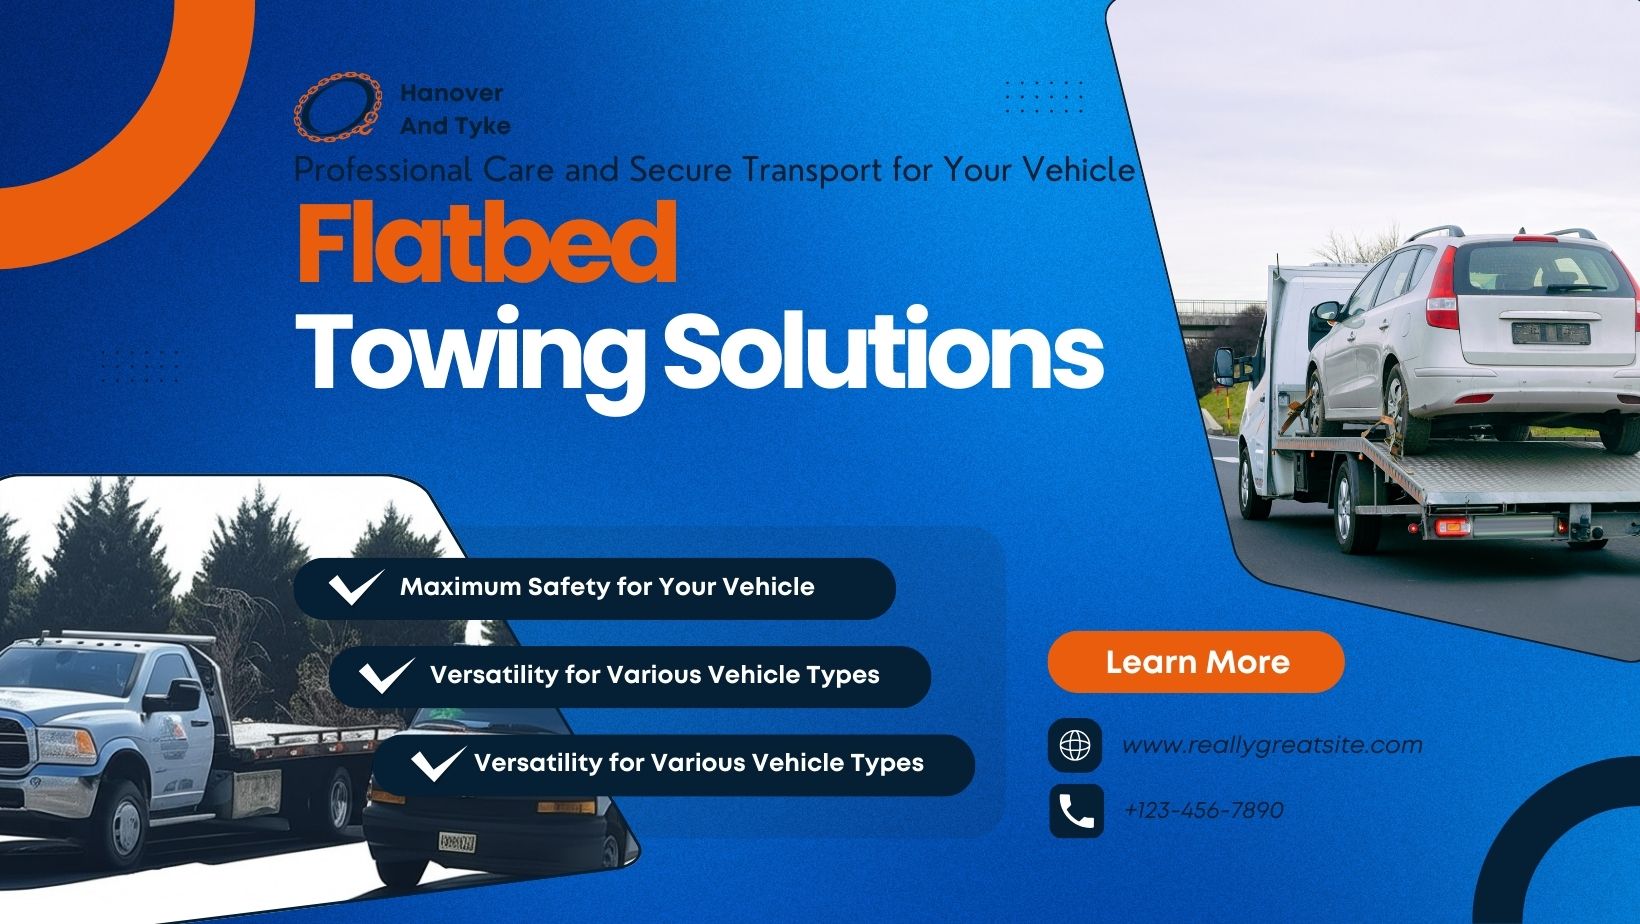 Hanover
And Tyke
Professional Care and Secure Transport for Your Vehicle
Flatbed
Towing Solutions
Maximum Safety for Your Vehicle
Versatility for Various Vehicle Types
Versatility for Various Vehicle Types
Learn More
www.reallygreatsite.com
+123-456-7890